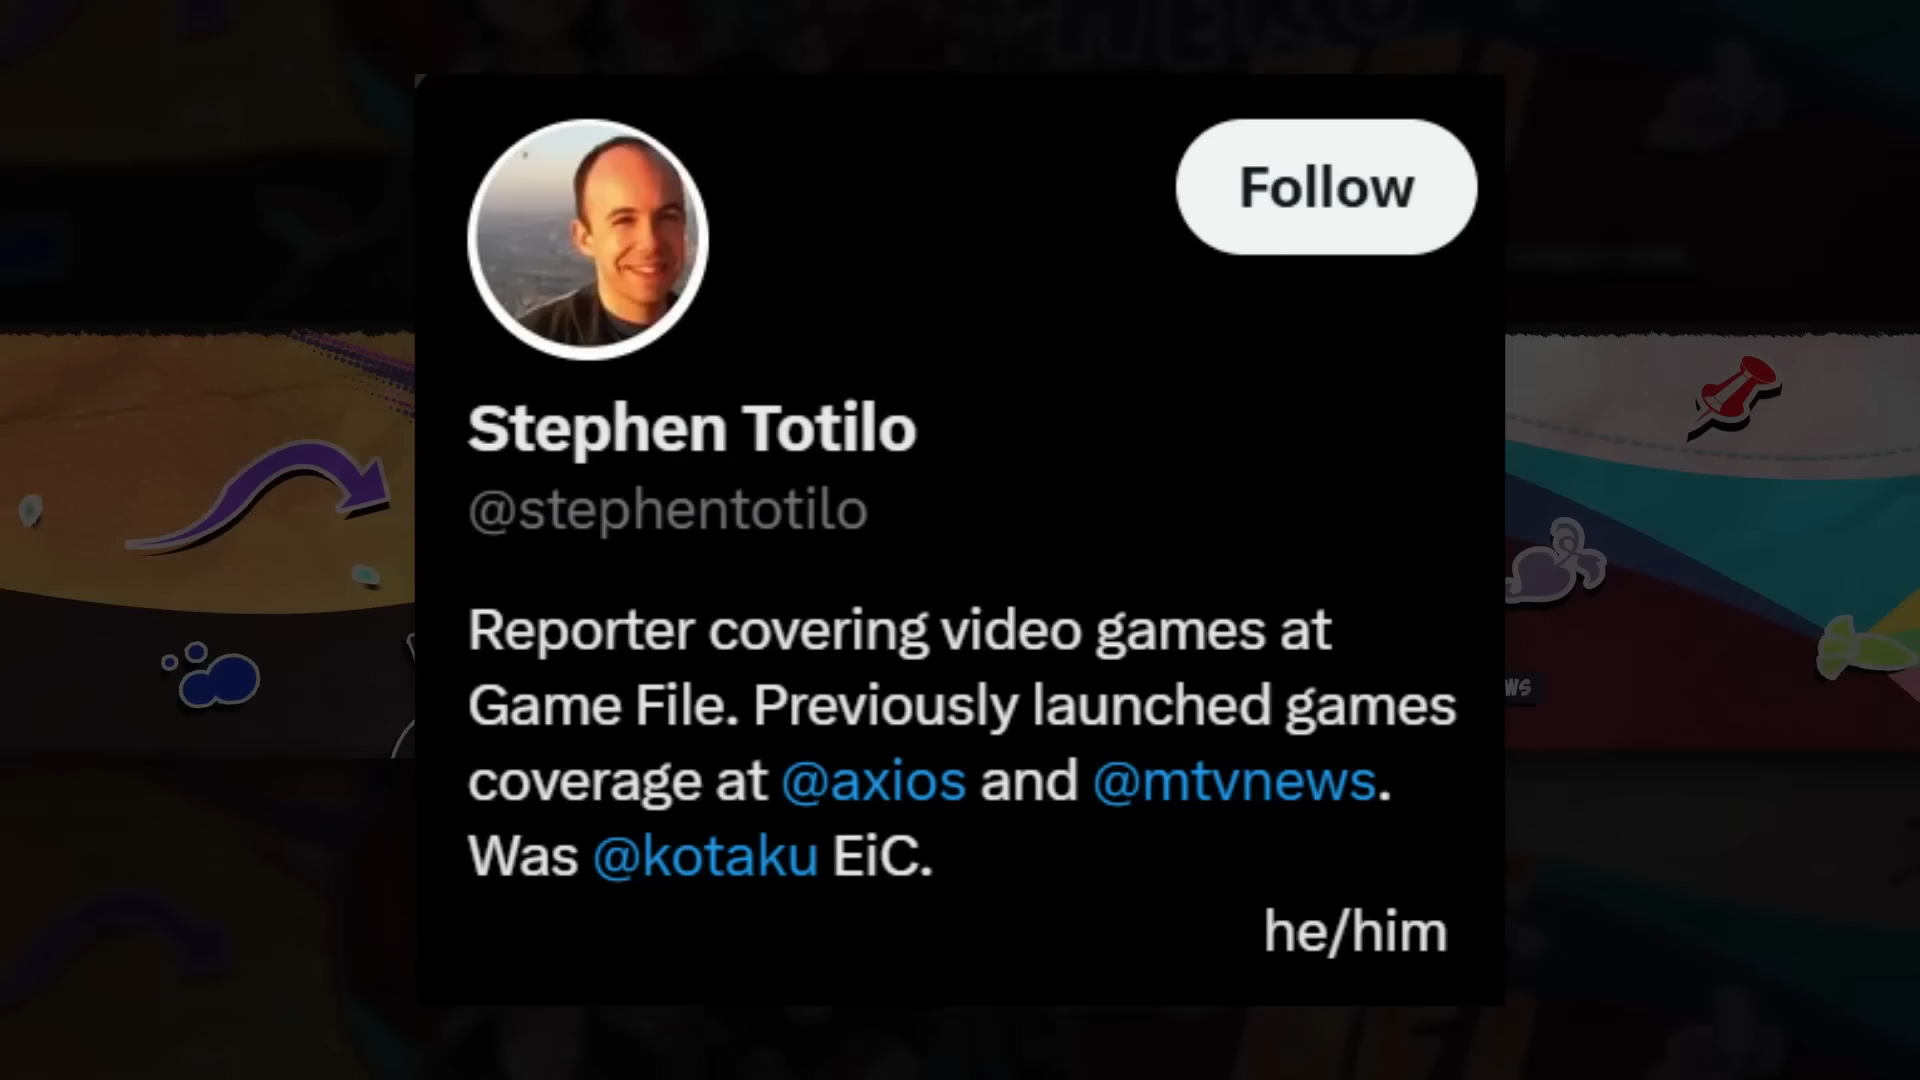 Follow
Stephen Totilo
@stephentotilo
Reporter covering video games at
Game File. Previously launched games
coverage at @axios and @mtvnews.
Was @kotaku EiC.
he/him